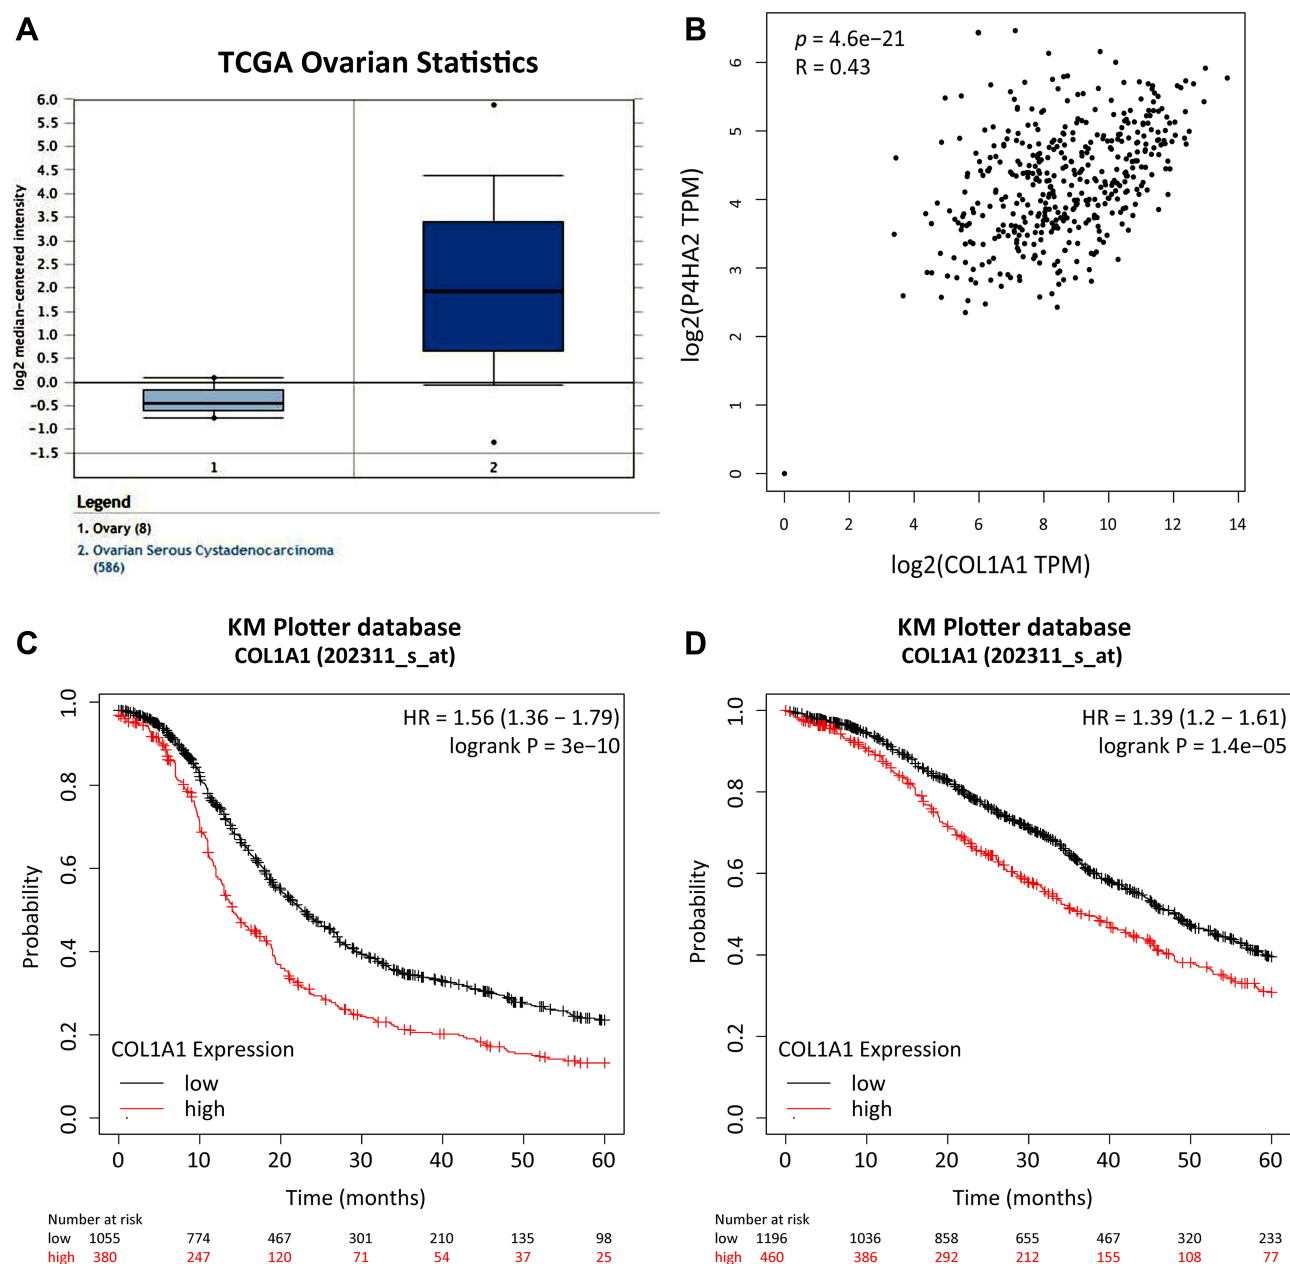 A
TCGA Ovarian Statistics
log2 median-centered intensity
6.0
5.5
5.0
4.5
4.0
3.5
3.0
2.5
2.0
1.5
1.0
0.5
0.0
−0.5
−1.0
−1.5
1 2
Legend
1. Ovary (8)
2. Ovarian Serous Cystadenocarcinoma
(586)
B
p = 4.6e−21
R = 0.43
log2(P4HA2 TPM)
6
5
4
3
2
1
0
0 2 4 6 8 10 12 14
log2(COL1A1 TPM)
C
KM Plotter database
COL1A1 (202311_s_at)
HR = 1.56 (1.36 − 1.79)
logrank P = 3e−10
Probability
1.0
0.8
0.6
0.4
0.2
0.0
COL1A1 Expression
low
high
0 10 20 30 40 50 60
Time (months)
Number at risk
low 1055 774 467 301 210 135 98
high 380 247 120 71 54 37 25
D
KM Plotter database
COL1A1 (202311_s_at)
HR = 1.39 (1.2 − 1.61)
logrank P = 1.4e−05
Probability
1.0
0.8
0.6
0.4
0.2
0.0
COL1A1 Expression
low
high
0 10 20 30 40 50 60
Time (months)
Number at risk
low 1196 1036 858 655 467 320 233
high 460 386 292 212 155 108 77